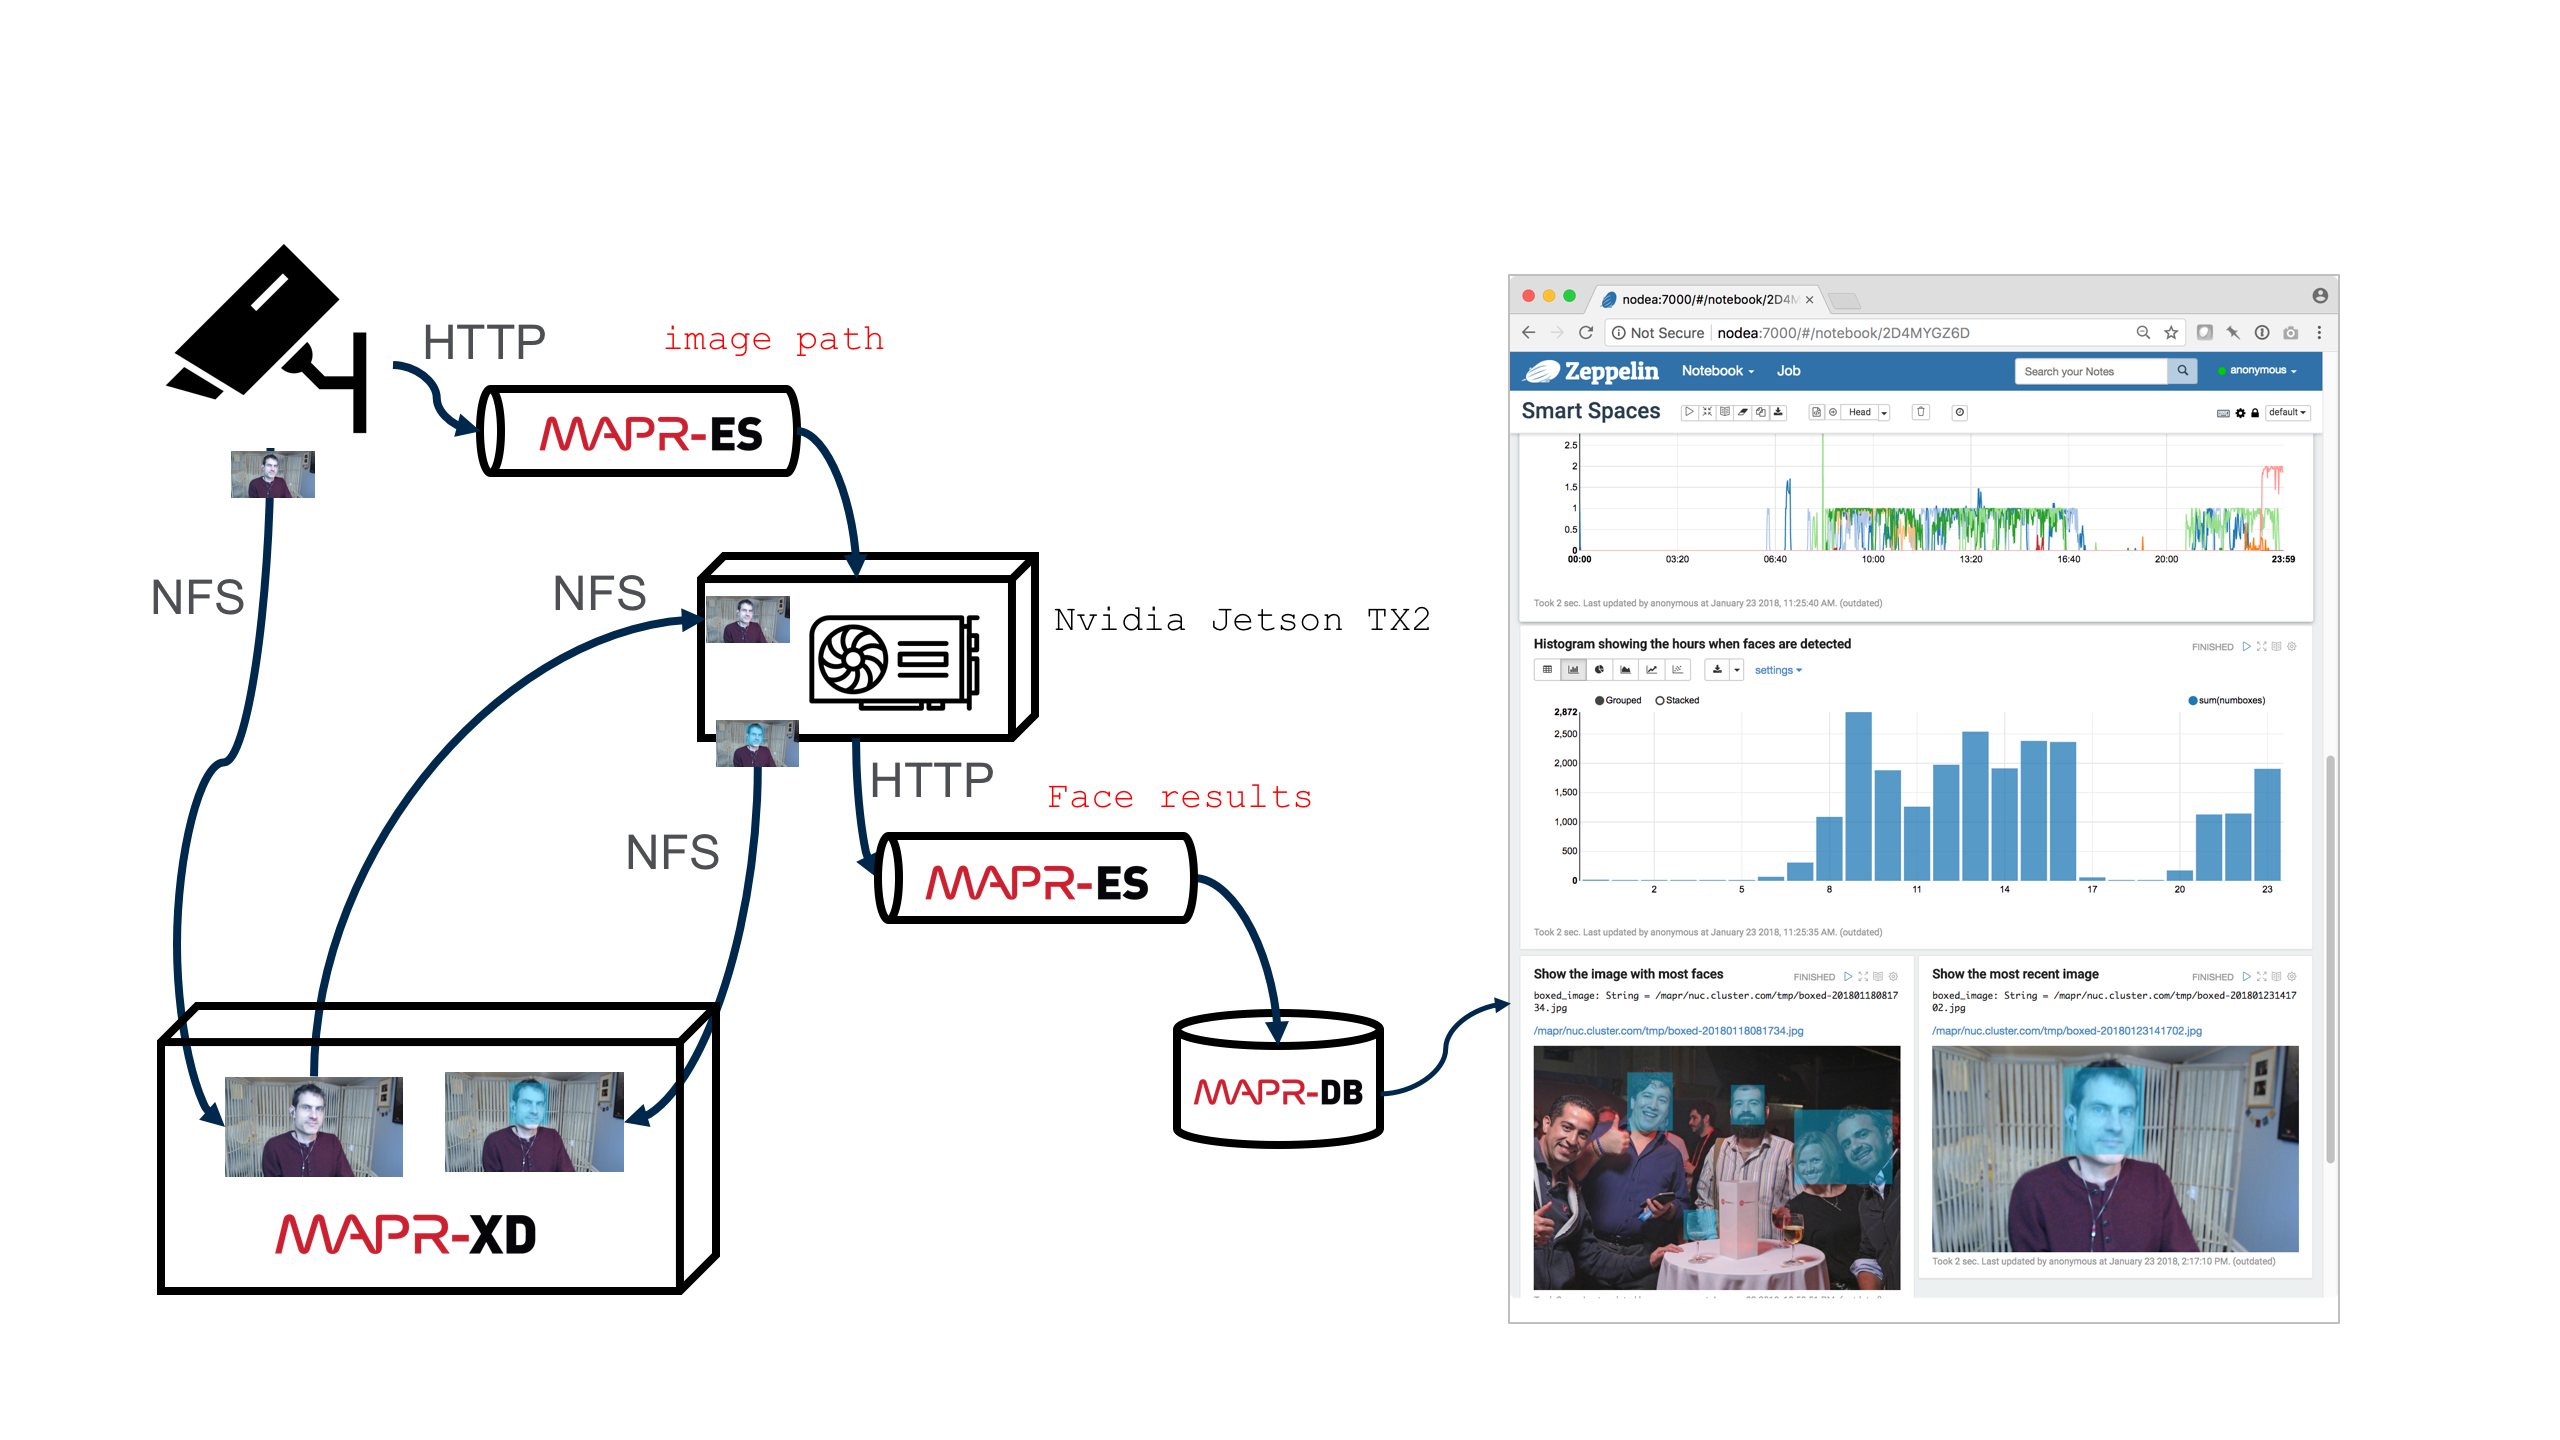 HTTP
image path
MAPR-ES
NFS
NFS
Nvidia Jetson TX2
HTTP
Face results
NFS
MAPR-ES
MAPR-DB
MAPR-XD
nodea:7000/#/notebook/2D4M
Not Secure nodea:7000/#/notebook/2D4MYGZ6D
Zeppelin Notebook Job Search your Notes anonymous
Smart Spaces Head default
2.5
2
1.5
1
0.5
0
00:00 03:20 06:40 10:00 13:20 16:40 20:00 23:59
Took 2 sec. Last updated by anonymous at January 23 2018, 11:25:40 AM. (outdated)
Histogram showing the hours when faces are detected FINISHED
settings
Grouped Stacked sum(numboxes)
2,872
2,500
2,000
1,500
1,000
500
0
2 5 8 11 14 17 20 23
Took 2 sec. Last updated by anonymous at January 23 2018, 11:25:35 AM. (outdated)
Show the image with most faces FINISHED
boxed_image: String = /mapr/nuc.cluster.com/tmp/boxed-201801180817
34.jpg
/mapr/nuc.cluster.com/tmp/boxed-20180118081734.jpg
Show the most recent image FINISHED
boxed_image: String = /mapr/nuc.cluster.com/tmp/boxed-201801231417
02.jpg
/mapr/nuc.cluster.com/tmp/boxed-20180123141702.jpg
Took 2 sec. Last updated by anonymous at January 23 2018, 2:17:10 PM. (outdated)